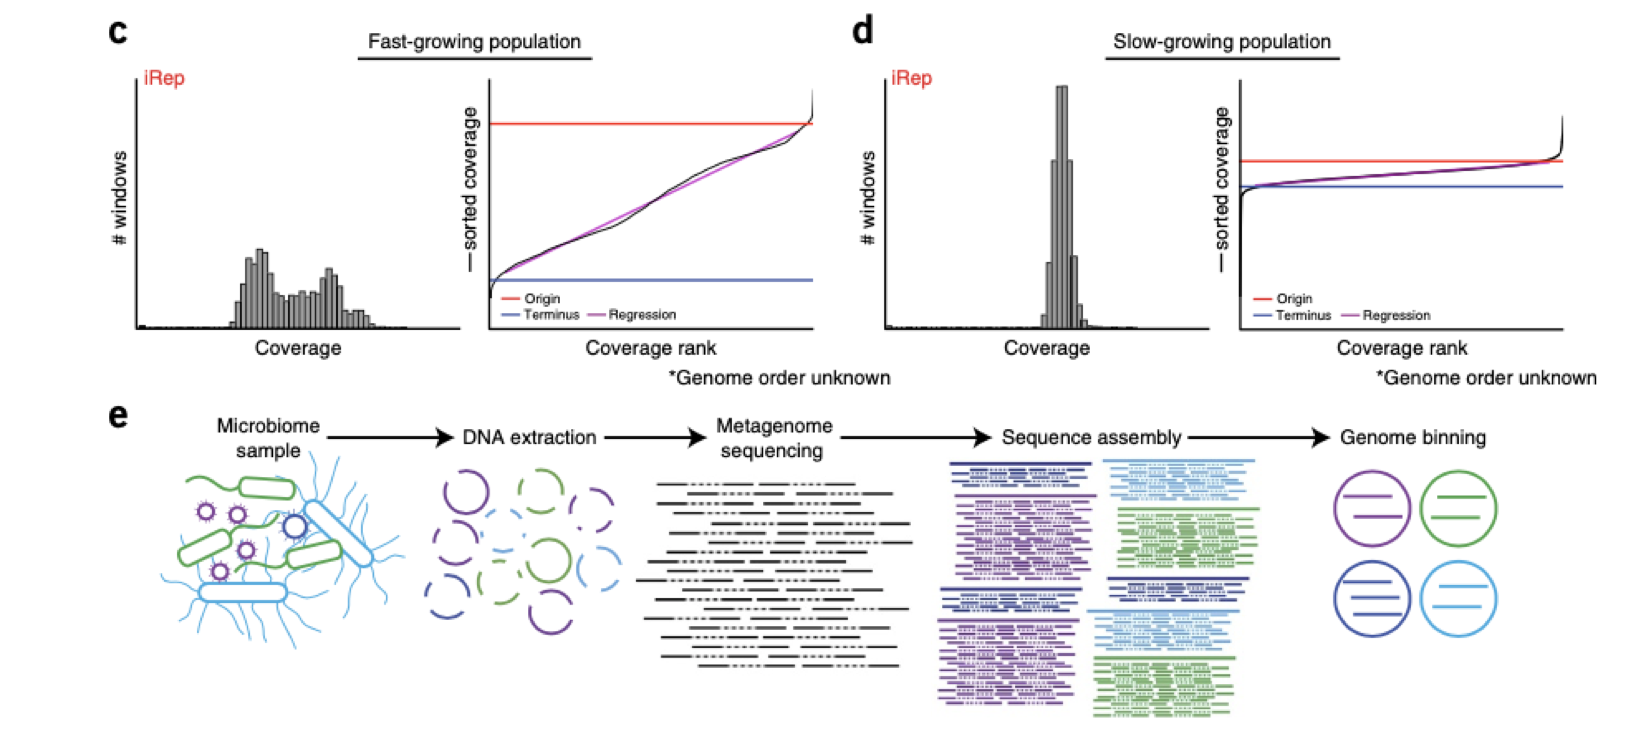 c
Fast-growing population
iRep
# windows
Coverage
sorted coverage
Origin
Terminus
Regression
Coverage rank
*Genome order unknown
d
Slow-growing population
iRep
# windows
Coverage
sorted coverage
Origin
Terminus
Regression
Coverage rank
*Genome order unknown
e
Microbiome
sample
DNA extraction
Metagenome
sequencing
Sequence assembly
Genome binning